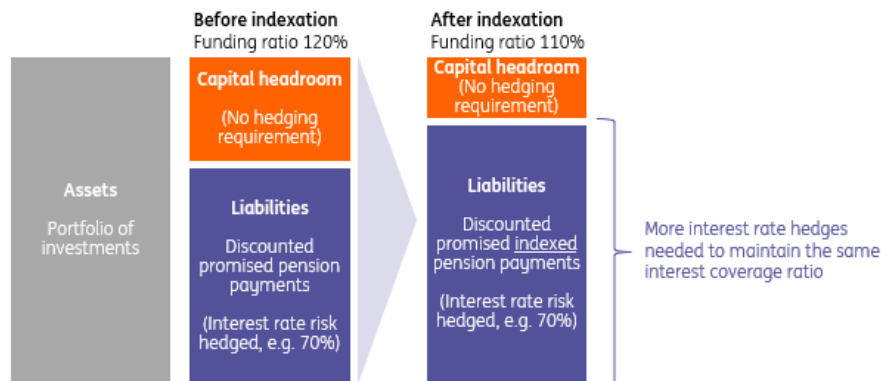 Before indexation
Funding ratio 120%
After indexation
Funding ratio 110%
Assets
Portfolio of
investments
Capital headroom
(No hedging
requirement)
Liabilities
Discounted
promised pension
payments
(Interest rate risk
hedged, e.g. 70%)
Capital headroom
(No hedging
requirement)
Liabilities
Discounted
promised indexed
pension payments
(Interest rate risk
hedged, e.g. 70%)
More interest rate hedges
needed to maintain the same
interest coverage ratio